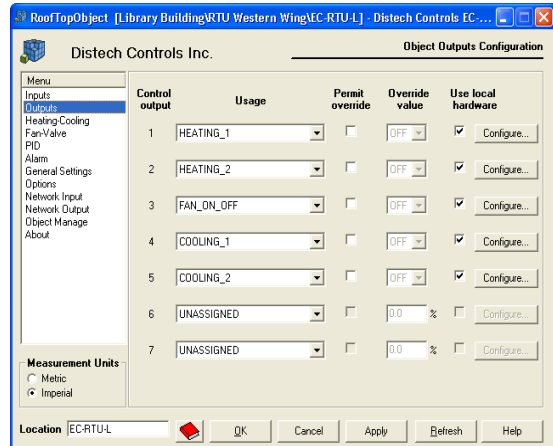 RoofTopObject [Library Building\RTU Western Wing\EC-RTU-L] - Distech Controls EC-...
Distech Controls Inc.
Object Outputs Configuration
Menu
Inputs
Outputs
Heating-Cooling
Fan-Valve
PID
Alarm
General Settings
Options
Network Input
Network Output
Object Manage
About
Control output Usage Permit override Override value Use local hardware
1 HEATING_1 OFF Configure...
2 HEATING_2 OFF Configure...
3 FAN_ON_OFF OFF Configure...
4 COOLING_1 OFF Configure...
5 COOLING_2 OFF Configure...
6 UNASSIGNED 0.0 % Configure...
7 UNASSIGNED 0.0 % Configure...
Measurement Units
Metric
Imperial
Location EC-RTU-L OK Cancel Apply Refresh Help